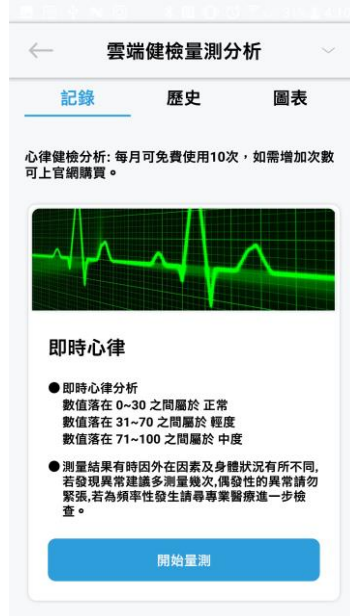 雲端健檢量測分析
記錄 歷史 圖表
心律健檢分析: 每月可免費使用10次，如需增加次數
可上官網購買。
即時心律
●即時心律分析
數值落在 0~30 之間屬於 正常
數值落在 31~70 之間屬於 輕度
數值落在 71~100 之間屬於 中度
●測量結果有時因外在因素及身體狀況有所不同,
若發現異常建議多測量幾次,偶發性的異常請勿
緊張,若為頻率性發生請尋專業醫療進一步檢
查。
開始量測